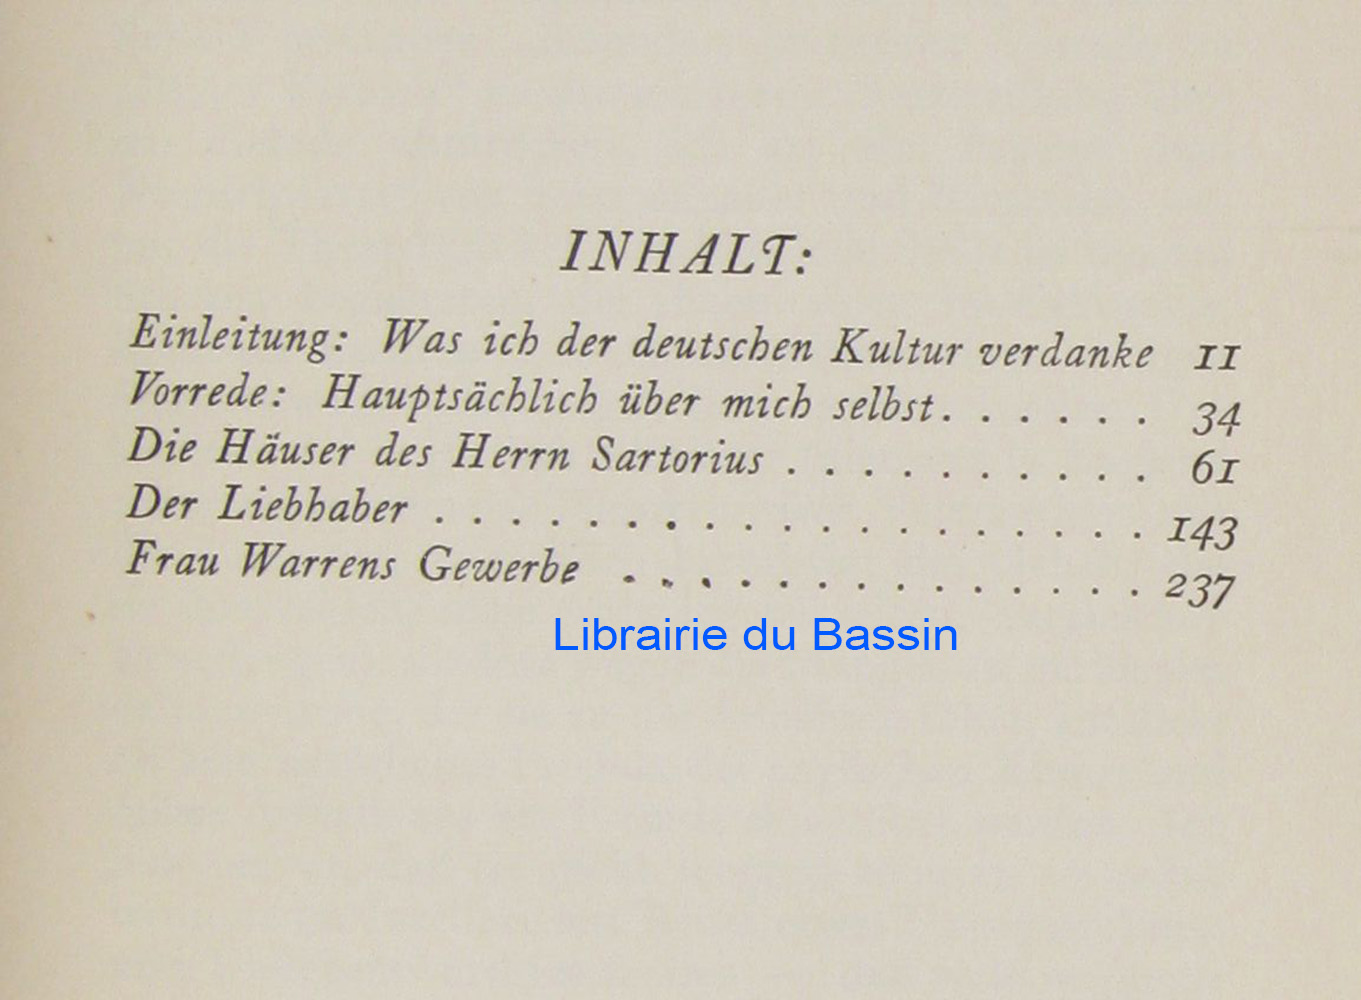 INHALT:
Einleitung: Was ich der deutschen Kultur verdanke 11
Vorrede: Hauptsächlich über mich selbst. . . . . . 34
Die Häuser des Herrn Sartorius . . . . . . . . . . 61
Der Liebhaber . . . . . . . . . . . . . . . . . . . 143
Frau Warrens Gewerbe . . . . . . . . . . . . . . 237
Librairie du Bassin